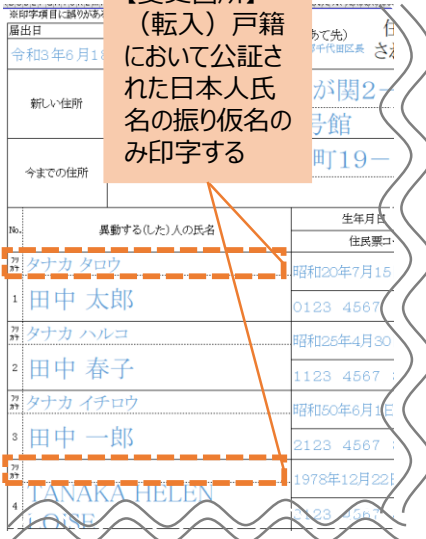 ※印字項目に誤りがあ
届出日
令和3年6月18
【変更箇所】
（転入）戸籍
において公証さ
れた日本人氏
名の振り仮名の
み印字する
あて先）
千代田区長
住
さ
新しい住所
が関2-
号館
今までの住所
町19-
No.
異動する(した)人の氏名
生年月日
住民票コー
フリガナ
タナカ タロウ
昭和20年7月15
1
田中 太郎
0123 4567
フリガナ
タナカ ハルコ
昭和25年4月30
2
田中 春子
1123 4567
フリガナ
タナカ イチロウ
昭和50年6月1
3
田中 一郎
2123 4567
フリガナ
1978年12月22
4
TANAKA HELEN
LOiSE